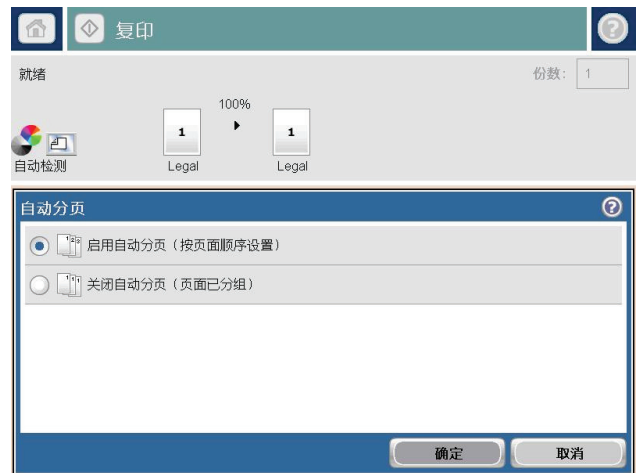 复印
就绪
份数: 1
100%
1 1
自动检测 Legal Legal
自动分页
启用自动分页(按页面顺序设置)
关闭自动分页(页面已分组)
确定 取消